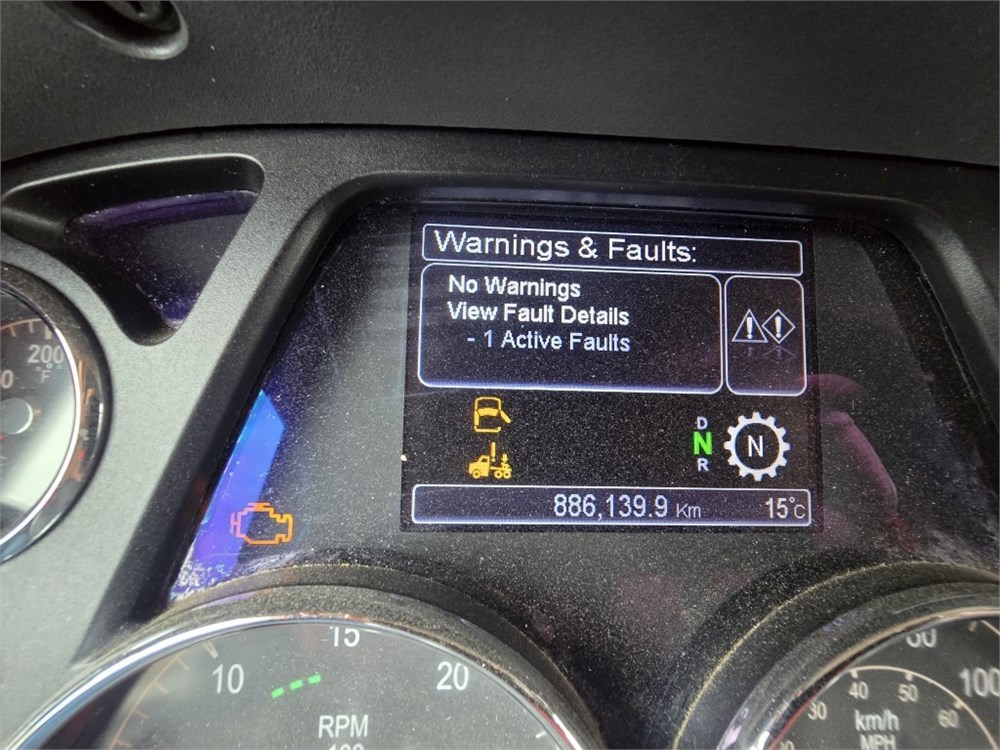 Warnings & Faults:
No Warnings
View Fault Details
- 1 Active Faults
D
N
R
N
886,139.9 Km
15°C
200
°F
10
15
20
RPM
30
40
50
60
100
km/h
MPH